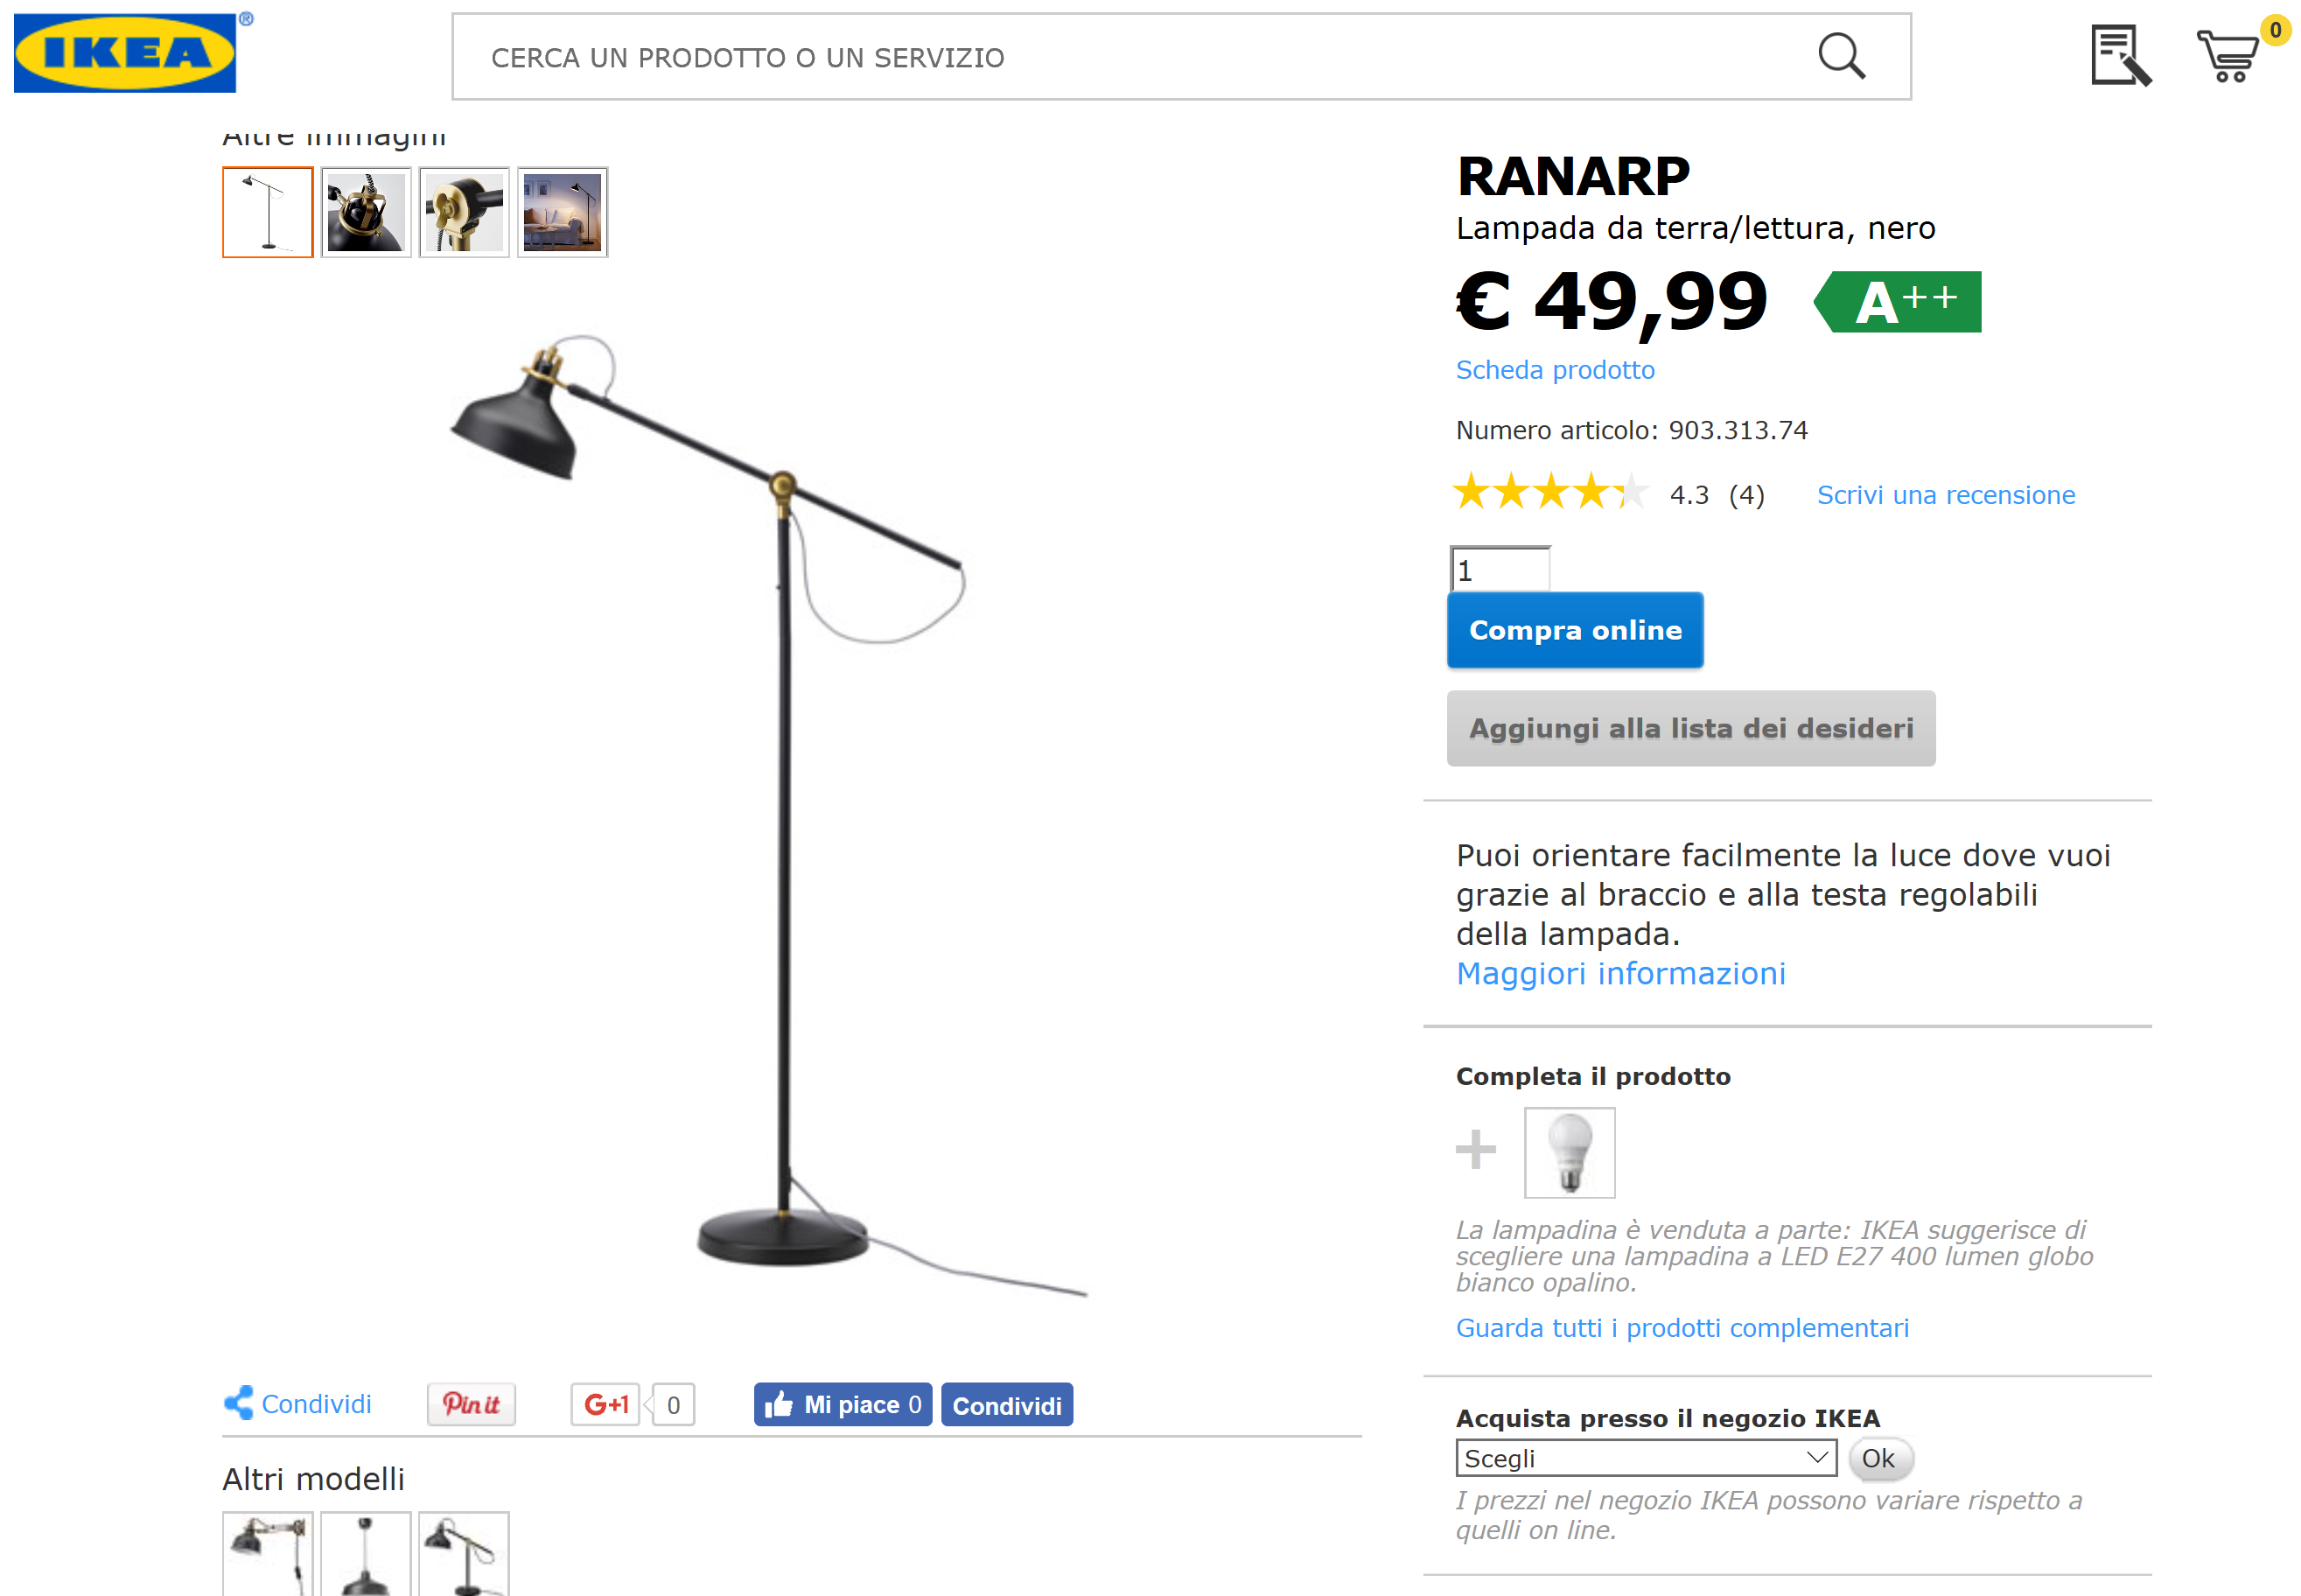 IKEA ®
CERCA UN PRODOTTO O UN SERVIZIO
0
Altre immagini
RANARP
Lampada da terra/lettura, nero
€ 49,99
A++
Scheda prodotto
Numero articolo: 903.313.74
4.3 (4) Scrivi una recensione
1
Compra online
Aggiungi alla lista dei desideri
Puoi orientare facilmente la luce dove vuoi
grazie al braccio e alla testa regolabili
della lampada.
Maggiori informazioni
Completa il prodotto
+
La lampadina è venduta a parte: IKEA suggerisce di
scegliere una lampadina a LED E27 400 lumen globo
bianco opalino.
Guarda tutti i prodotti complementari
Acquista presso il negozio IKEA
Scegli
Ok
I prezzi nel negozio IKEA possono variare rispetto a
quelli on line.
Condividi
Pin it
G+1 0
Mi piace 0
Condividi
Altri modelli